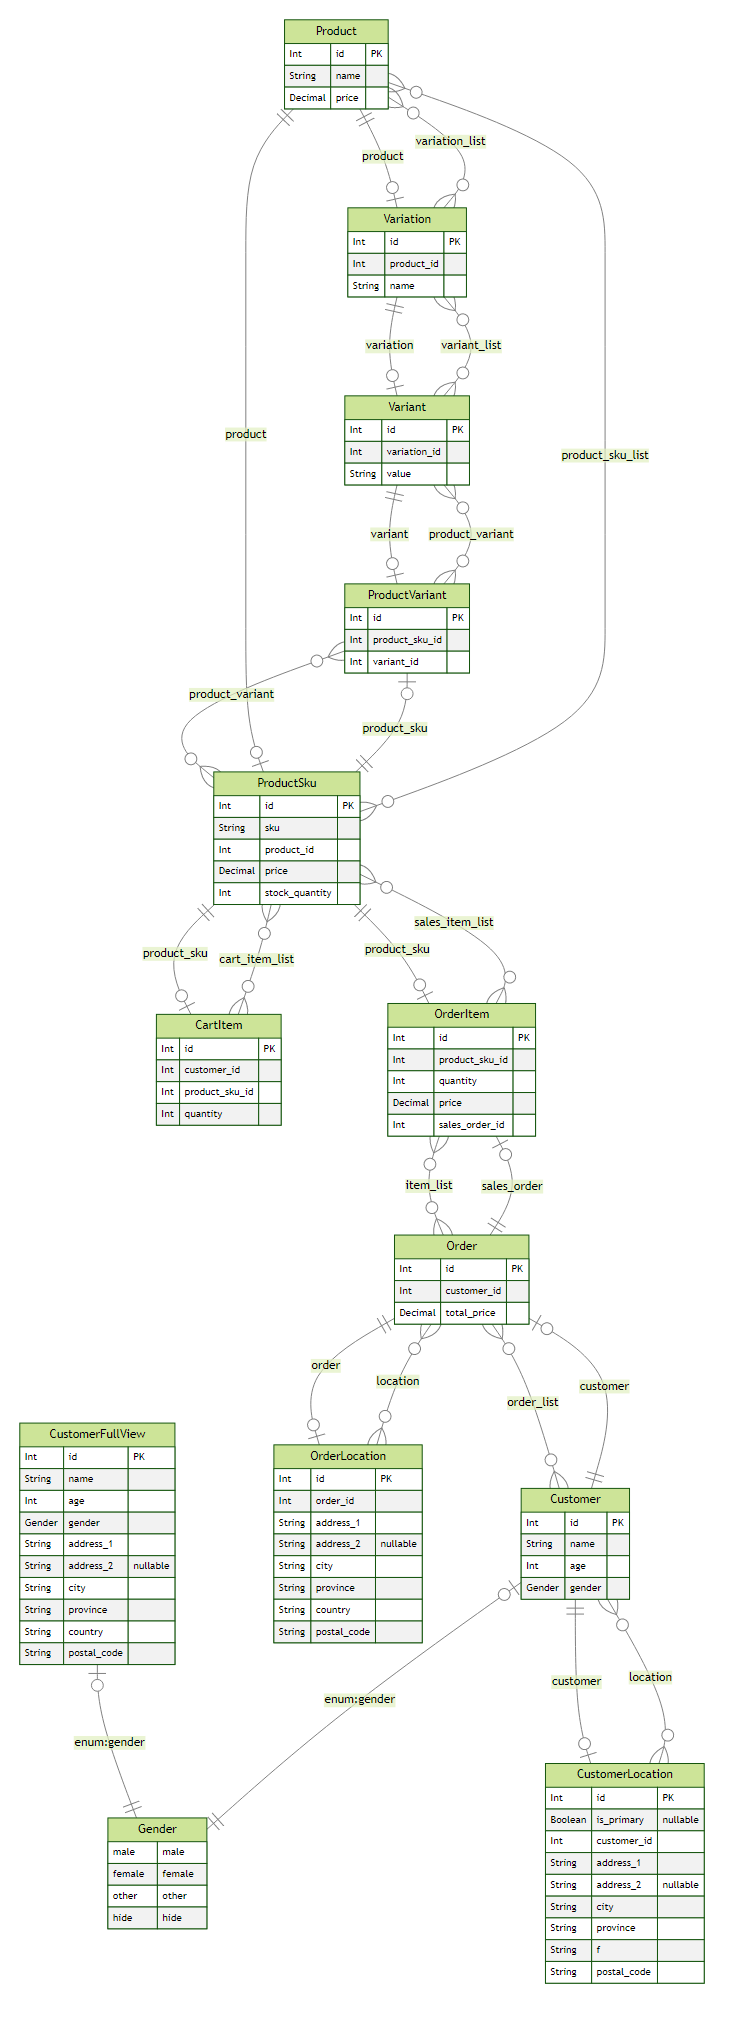 Product
Int id PK
String name
Decimal price
variation_list
product
Variation
Int id PK
Int product_id
String name
variation variant_list
Variant
Int id PK
Int variation_id
String value
product
product_sku_list
variant product_variant
ProductVariant
Int id PK
Int product_sku_id
Int variant_id
product_variant
product_sku
ProductSku
Int id PK
String sku
Int product_id
Decimal price
Int stock_quantity
sales_item_list
product_sku product_sku
cart_item_list
OrderItem
Int id PK
Int product_sku_id
Int quantity
Decimal price
Int sales_order_id
CartItem
Int id PK
Int customer_id
Int product_sku_id
Int quantity
item_list sales_order
Order
Int id PK
Int customer_id
Decimal total_price
order
location
customer
order_list
CustomerFullView
Int id PK
String name
Int age
Gender gender
String address_1
String address_2 nullable
String city
String province
String country
String postal_code
OrderLocation
Int id PK
Int order_id
String address_1
String address_2 nullable
String city
String province
String country
String postal_code
Customer
Int id PK
String name
Int age
Gender gender
location
customer
enum:gender
enum:gender
CustomerLocation
Int id PK
Boolean is_primary nullable
Int customer_id
String address_1
String address_2 nullable
String city
String province
String f
String postal_code
Gender
male male
female female
other other
hide hide